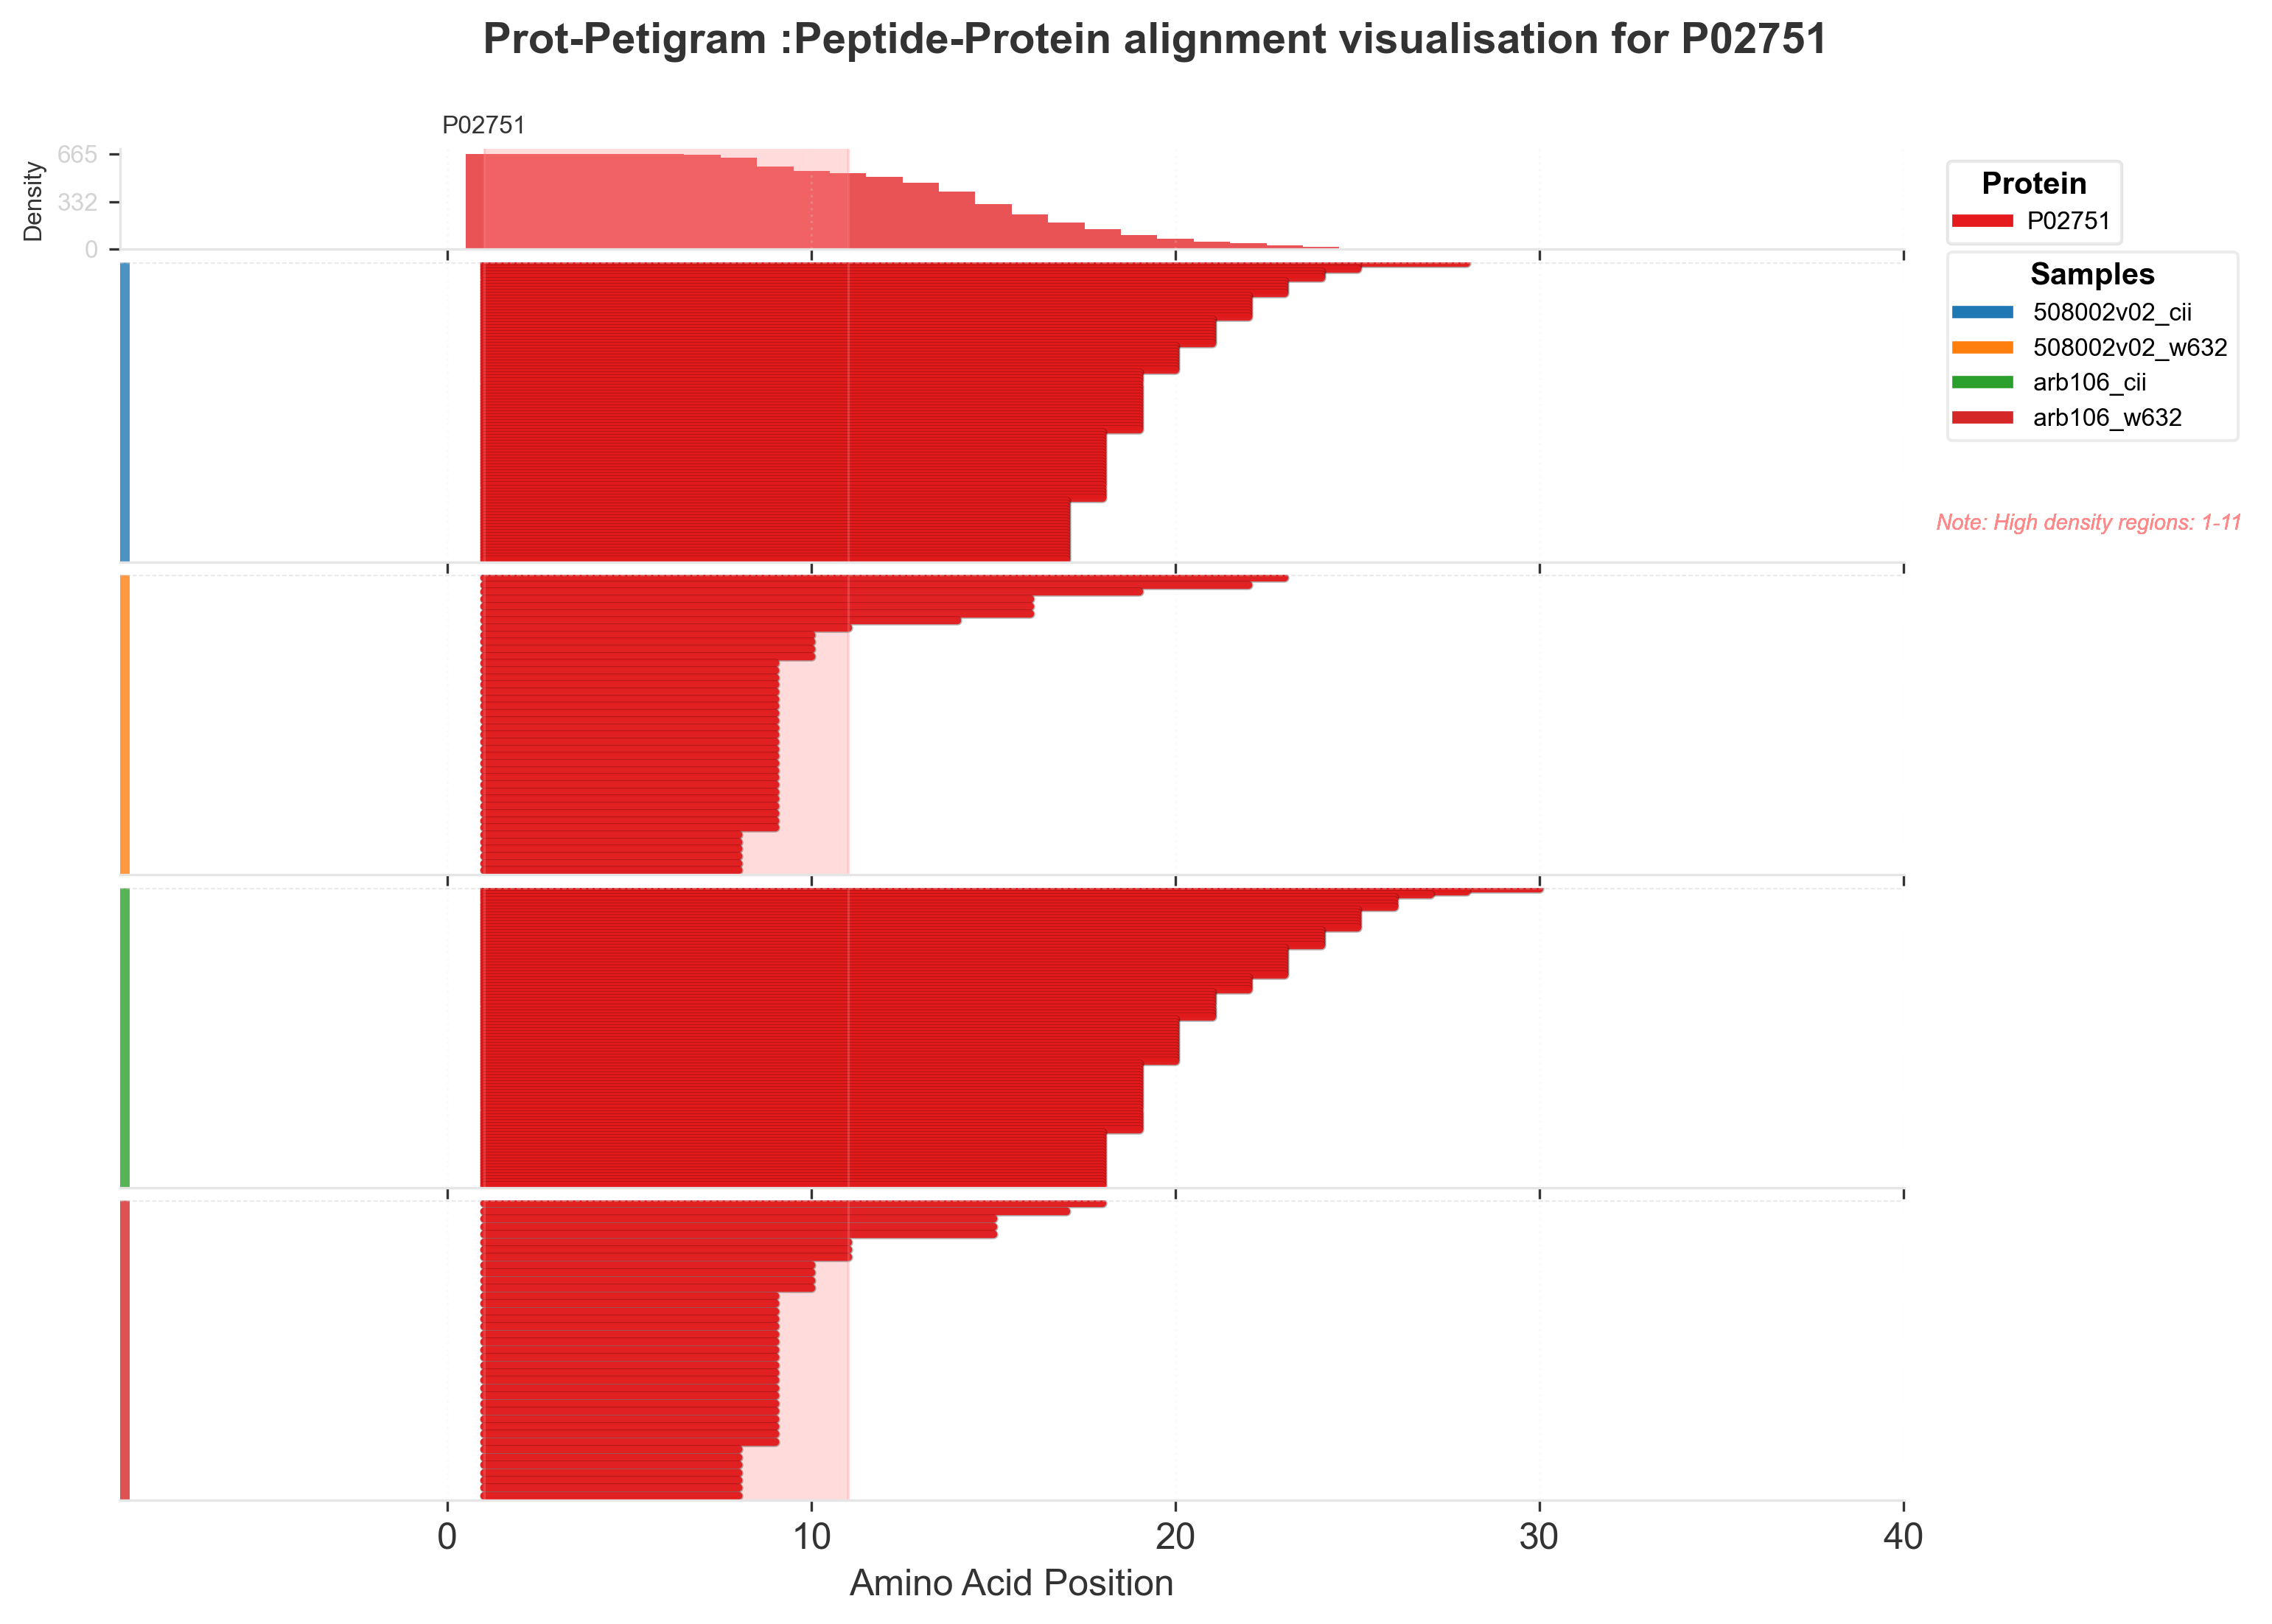 Prot-Petigram :Peptide-Protein alignment visualisation for P02751
P02751
Density
665
332
0
Protein
P02751
Samples
508002v02_cii
508002v02_w632
arb106_cii
arb106_w632
Note: High density regions: 1-11
0 10 20 30 40
Amino Acid Position